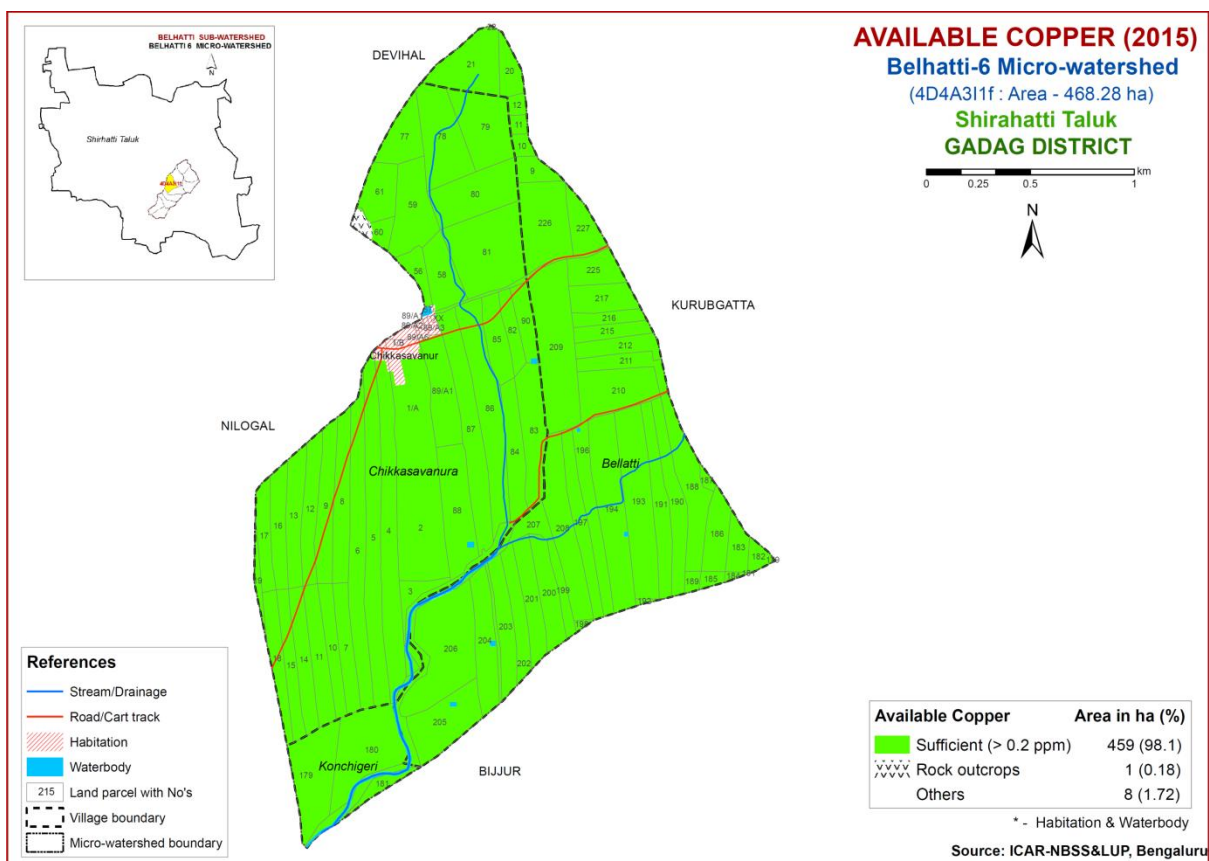 BELHATTI SUB-WATERSHED
BELHATTI 6 MICRO-WATERSHED
N
Shirhatti Taluk
AVAILABLE COPPER (2015)
Belhatti-6 Micro-watershed
(4D4A3I1f : Area - 468.28 ha)
Shirahatti Taluk
GADAG DISTRICT
km
0 0.25 0.5 1
N
DEVIHAL
21 20
12
77 78 79 11
10
9
61 59 80
60 226 227
81
56 58 225
217
KURUBGATTA
216
90
82 215
85 209 212
Chikkasavanur 211
89/A1 210
1/A 86
NILOGAL
87 83
84 196
Chikkasavanura Bellatti
188 187
8 194 193 191 190
9
12
13
16 88 207 208 197
17 4 2 186
5 183
6 182
189 185
3 201 200 199
192
203
204
16 15 14 11 10 7 206 202
205
180
179 Konchigeri BIJJUR
181
References
Stream/Drainage
Road/Cart track
Habitation
Waterbody
215 Land parcel with No's
Village boundary
Micro-watershed boundary
Available Copper Area in ha (%)
Sufficient (> 0.2 ppm) 459 (98.1)
Rock outcrops 1 (0.18)
Others 8 (1.72)
* - Habitation & Waterbody
Source: ICAR-NBSS&LUP, Bengaluru